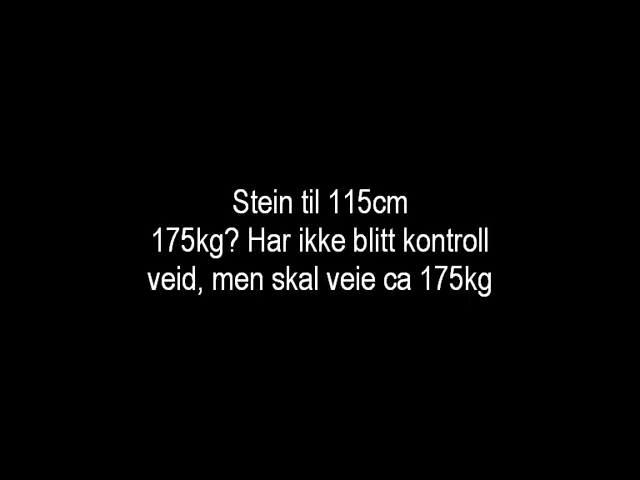 Stein til 115cm
175kg? Har ikke blitt kontroll
veid, men skal veie ca 175kg